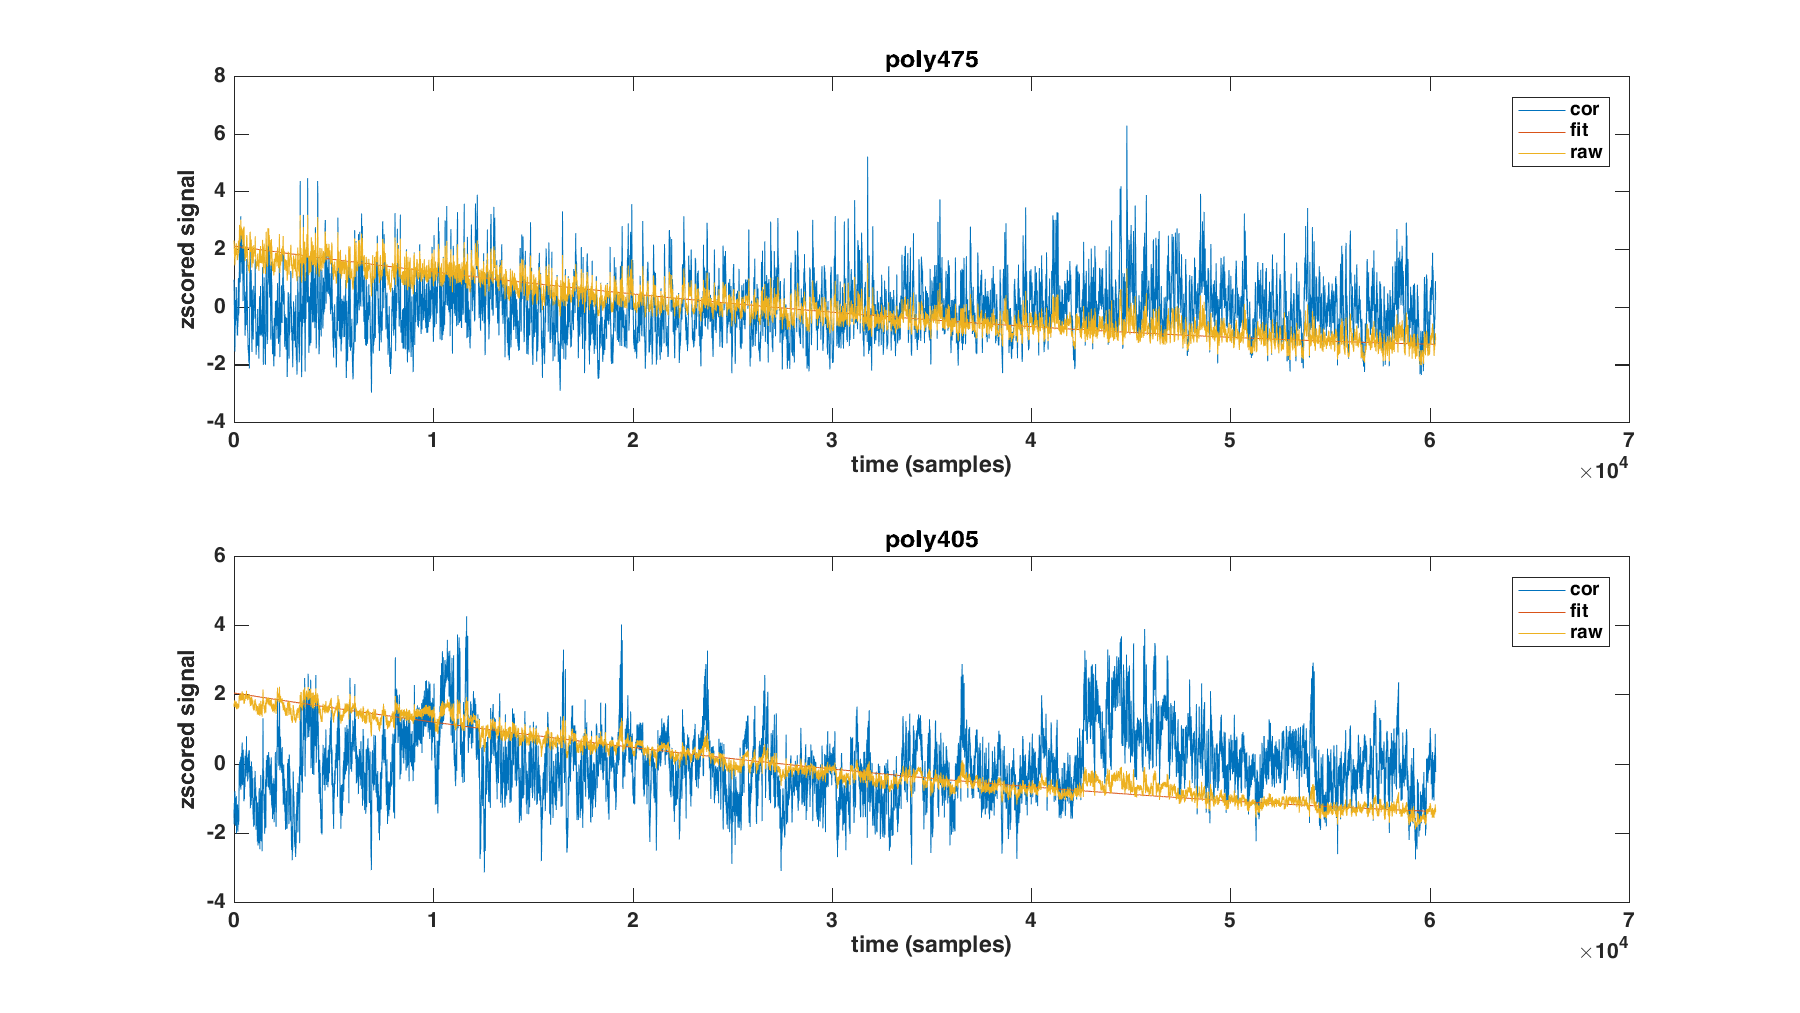 poly475
8
6
4
2
0
-2
-4
zscored signal
cor
fit
raw
0 1 2 3 4 5 6 7
time (samples)
×10^4
poly405
6
4
2
0
-2
-4
zscored signal
cor
fit
raw
0 1 2 3 4 5 6 7
time (samples)
×10^4